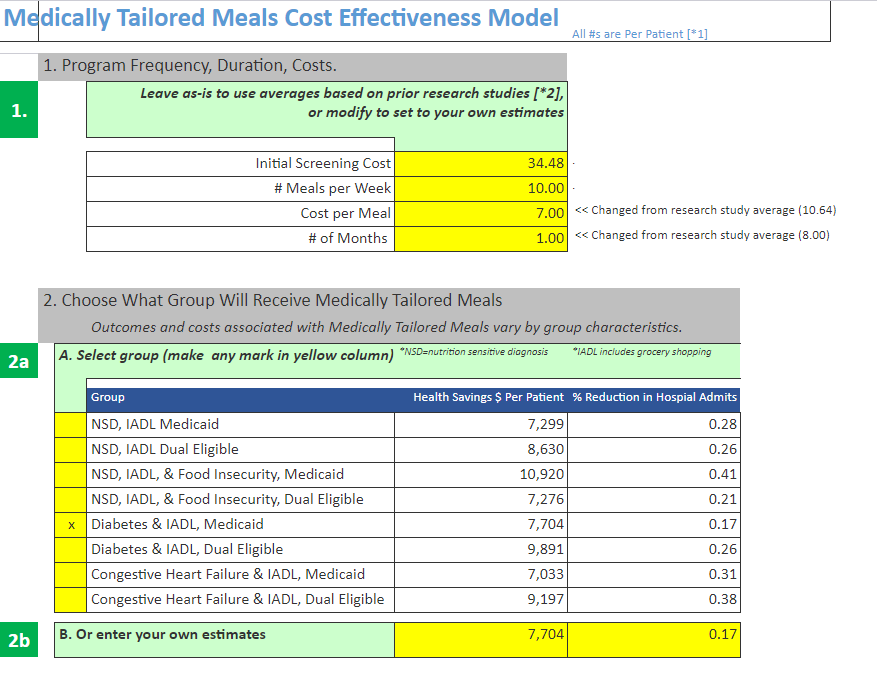 Medically Tailored Meals Cost Effectiveness Model
All #s are Per Patient [*1]
1. Program Frequency, Duration, Costs.
1.
Leave as-is to use averages based on prior research studies [*2],
or modify to set to your own estimates
Initial Screening Cost 34.48 .
# Meals per Week 10.00 .
Cost per Meal 7.00 << Changed from research study average (10.64)
# of Months 1.00 << Changed from research study average (8.00)
2. Choose What Group Will Receive Medically Tailored Meals
Outcomes and costs associated with Medically Tailored Meals vary by group characteristics.
2a
A. Select group (make any mark in yellow column) *NSD=nutrition sensitive diagnosis *IADL includes grocery shopping
Group Health Savings $ Per Patient % Reduction in Hospial Admits
NSD, IADL Medicaid 7,299 0.28
NSD, IADL Dual Eligible 8,630 0.26
NSD, IADL, & Food Insecurity, Medicaid 10,920 0.41
NSD, IADL, & Food Insecurity, Dual Eligible 7,276 0.21
x Diabetes & IADL, Medicaid 7,704 0.17
Diabetes & IADL, Dual Eligible 9,891 0.26
Congestive Heart Failure & IADL, Medicaid 7,033 0.31
Congestive Heart Failure & IADL, Dual Eligible 9,197 0.38
2b
B. Or enter your own estimates 7,704 0.17